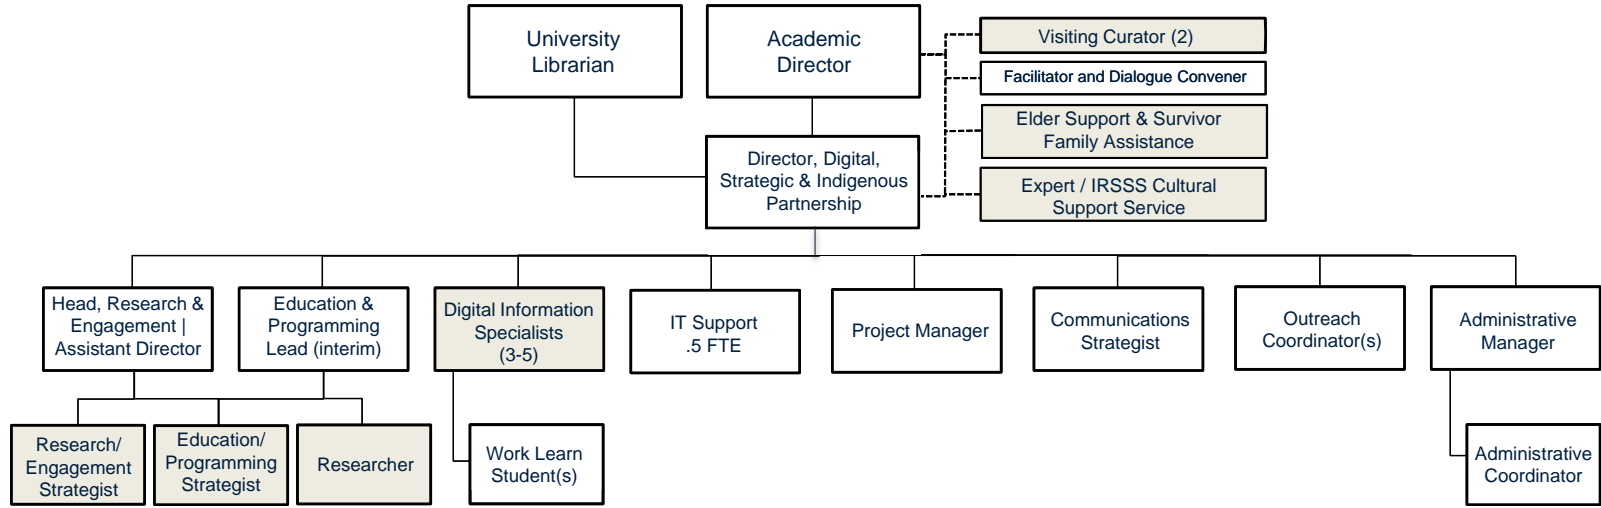 University
Librarian
Academic
Director
Visiting Curator (2)
Facilitator and Dialogue Convener
Elder Support & Survivor
Family Assistance
Director, Digital,
Strategic & Indigenous
Partnership
Expert / IRSSS Cultural
Support Service
Head, Research &
Engagement |
Assistant Director
Education &
Programming
Lead (interim)
Digital Information
Specialists
(3-5)
IT Support
.5 FTE
Project Manager
Communications
Strategist
Outreach
Coordinator(s)
Administrative
Manager
Research/
Engagement
Strategist
Education/
Programming
Strategist
Researcher
Work Learn
Student(s)
Administrative
Coordinator